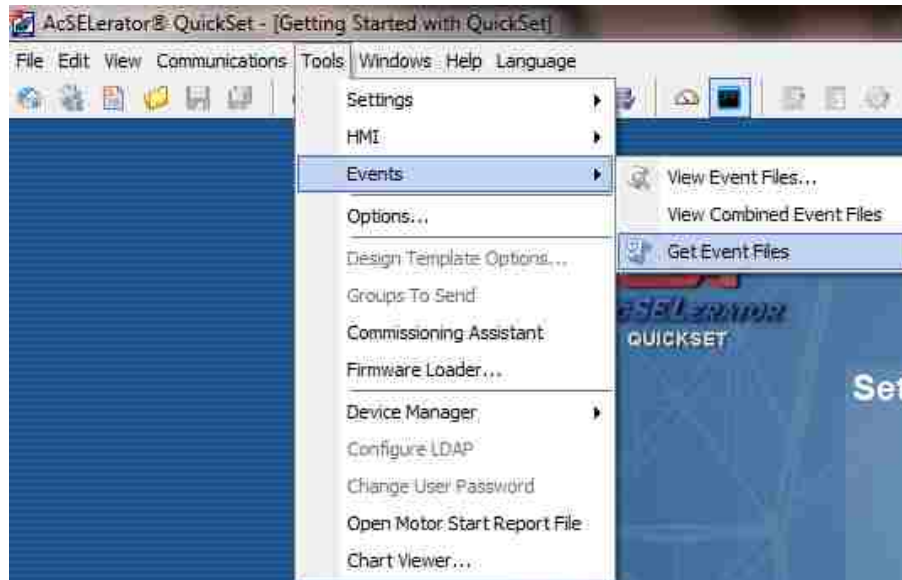 AcSELerator® QuickSet - [Getting Started with QuickSet]
File Edit View Communications Tools Windows Help Language
Settings
HMI
Events
Options...
Design Template Options...
Groups To Send
Commissioning Assistant
Firmware Loader...
Device Manager
Configure LDAP
Change User Password
Open Motor Start Report File
Chart Viewer...
View Event Files...
View Combined Event Files
Get Event Files
QUICKSET
Set